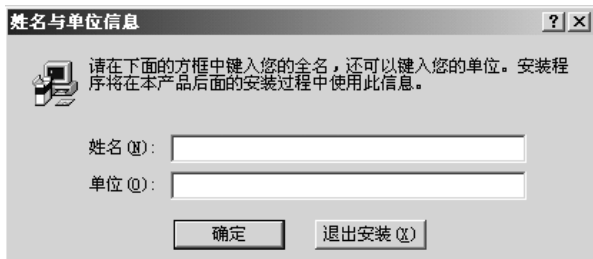 姓名与单位信息
请在下面的方框中键入您的全名，还可以键入您的单位。安装程
序将在本产品后面的安装过程中使用此信息。
姓名(N):
单位(O):
确定 退出安装(X)